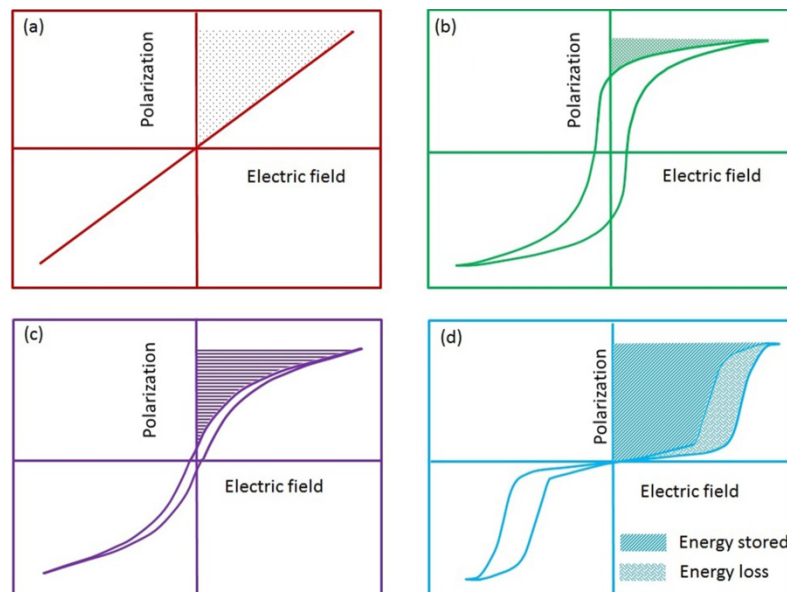 (a)
Polarization
Electric field
(b)
Polarization
Electric field
(c)
Polarization
Electric field
(d)
Polarization
Electric field
Energy stored
Energy loss